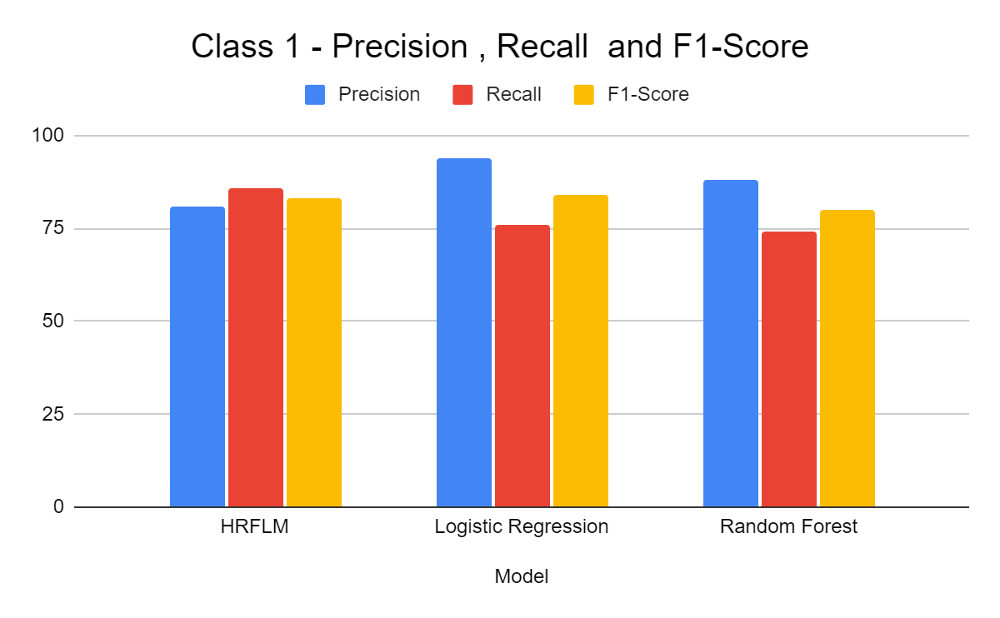 Class 1 - Precision , Recall  and F1-Score
Precision Recall F1-Score
100
75
50
25
0
HRFLM Logistic Regression Random Forest
Model